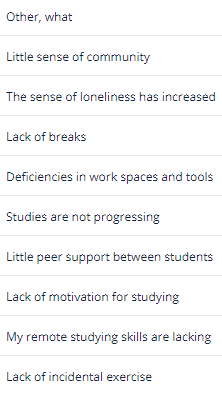 Other, what
Little sense of community
The sense of loneliness has increased
Lack of breaks
Deficiencies in work spaces and tools
Studies are not progressing
Little peer support between students
Lack of motivation for studying
My remote studying skills are lacking
Lack of incidental exercise